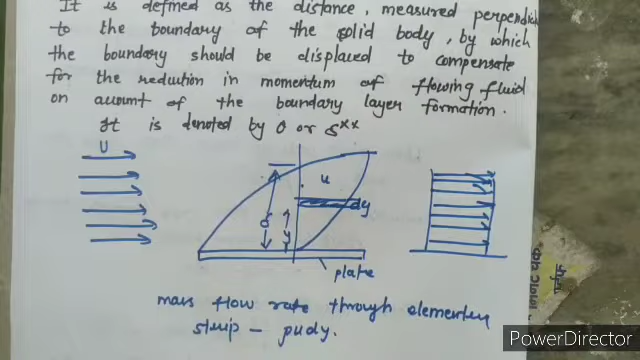 It is defined as the distance, measured perpendic
to the boundary of the solid body, by which
the boundary should be displaced to compensate
for the reduction in momentum of flowing fluid
on account of the boundary layer formation.
It is denoted by θ or δ**
U
u
dy
δ
y
plate
mass flow rate through elementary
strip - ρudy.
PowerDirector